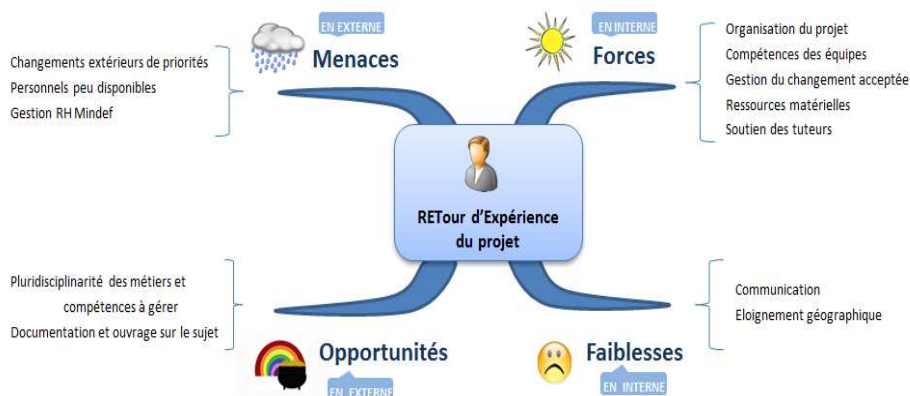 EN EXTERNE
Menaces
Changements extérieurs de priorités
Personnels peu disponibles
Gestion RH Mindef
EN INTERNE
Forces
Organisation du projet
Compétences des équipes
Gestion du changement acceptée
Ressources matérielles
Soutien des tuteurs
RETour d'Expérience
du projet
Pluridisciplinarité des métiers et
compétences à gérer
Documentation et ouvrage sur le sujet
Opportunités
EN EXTERNE
Communication
Eloignement géographique
Faiblesses
EN INTERNE